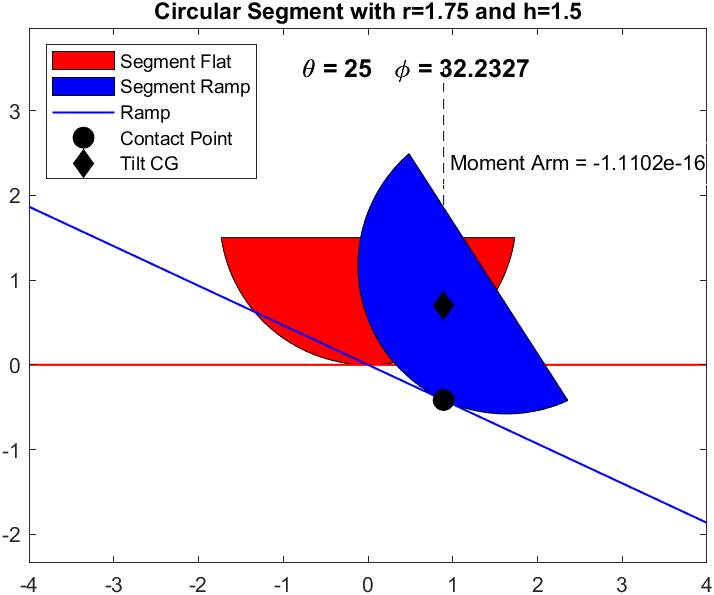 Circular Segment with r=1.75 and h=1.5
Segment Flat
Segment Ramp
Ramp
Contact Point
Tilt CG
θ = 25 ϕ = 32.2327
Moment Arm = -1.1102e-16
3
2
1
0
-1
-2
-4 -3 -2 -1 0 1 2 3 4